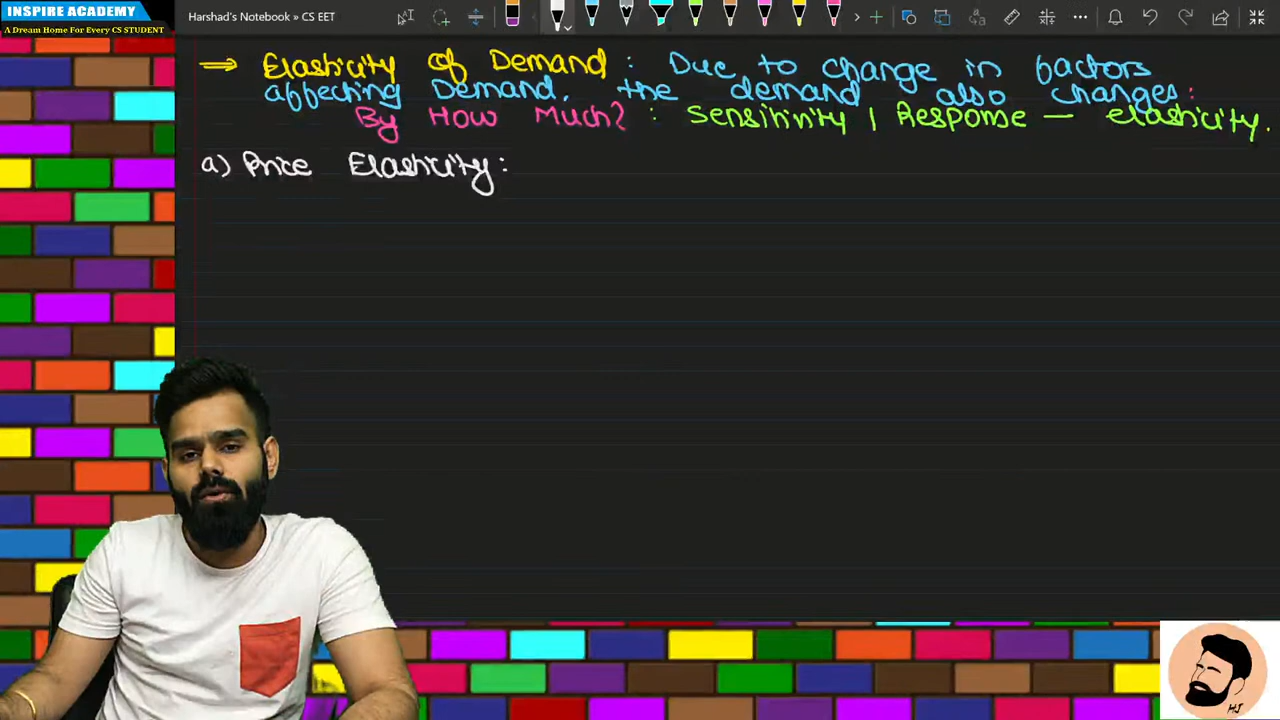 INSPIRE ACADEMY
A Dream Home For Every CS STUDENT
Harshad's Notebook » CS EET
⇒ Elasticity Of Demand : Due to change in factors
affecting Demand, the demand also changes:
By How Much? : Sensitivity | Response — elasticity.
a) Price Elasticity:
HJ